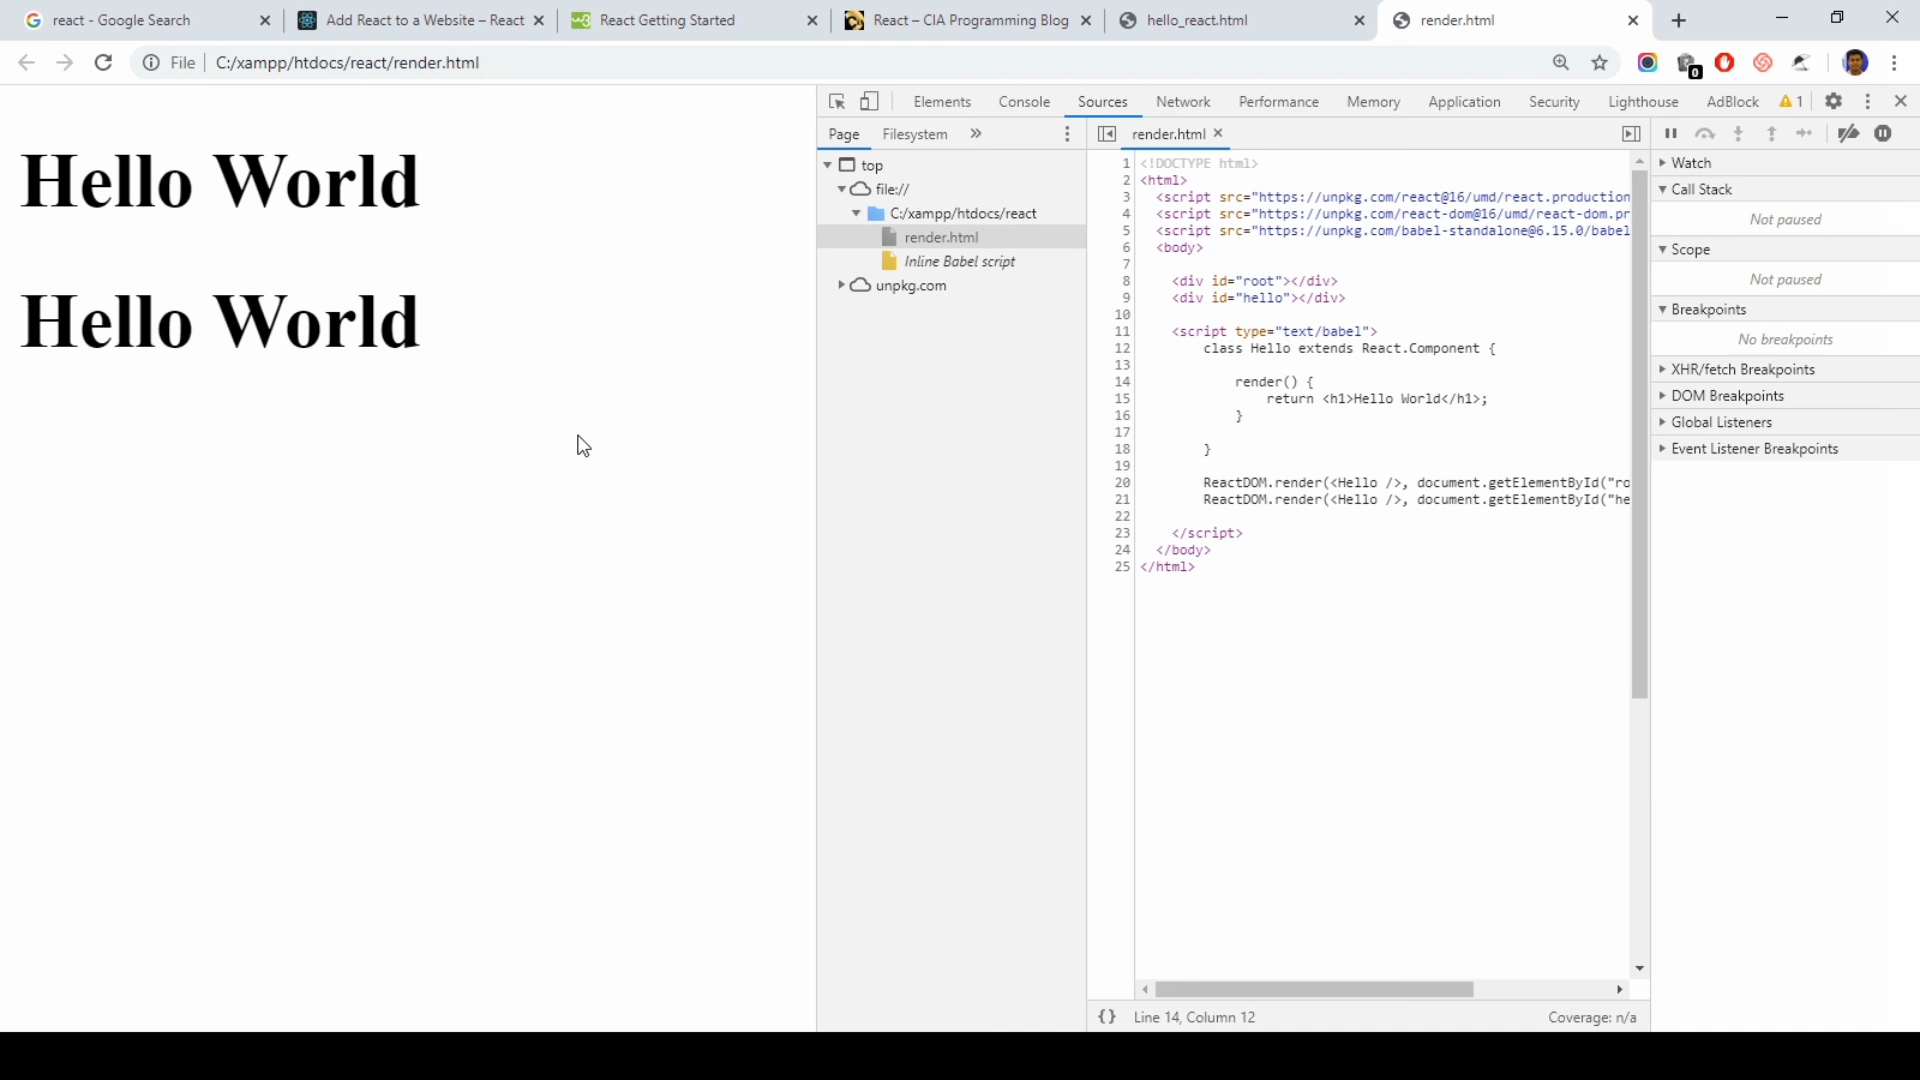 react - Google Search
Add React to a Website – React
React Getting Started
React – CIA Programming Blog
hello_react.html
render.html
File
C:/xampp/htdocs/react/render.html
0
Hello World
Hello World
Elements
Console
Sources
Network
Performance
Memory
Application
Security
Lighthouse
AdBlock
1
Page
Filesystem
»
top
file://
C:/xampp/htdocs/react
render.html
Inline Babel script
unpkg.com
render.html
1 <!DOCTYPE html>
2 <html>
3 <script src="https://unpkg.com/react@16/umd/react.production
4 <script src="https://unpkg.com/react-dom@16/umd/react-dom.pr
5 <script src="https://unpkg.com/babel-standalone@6.15.0/babel
6 <body>
7
8 <div id="root"></div>
9 <div id="hello"></div>
10
11 <script type="text/babel">
12 class Hello extends React.Component {
13
14 render() {
15 return <h1>Hello World</h1>;
16 }
17
18 }
19
20 ReactDOM.render(<Hello />, document.getElementById("ro
21 ReactDOM.render(<Hello />, document.getElementById("he
22
23 </script>
24 </body>
25 </html>
{} Line 14, Column 12
Coverage: n/a
Watch
Call Stack
Not paused
Scope
Not paused
Breakpoints
No breakpoints
XHR/fetch Breakpoints
DOM Breakpoints
Global Listeners
Event Listener Breakpoints